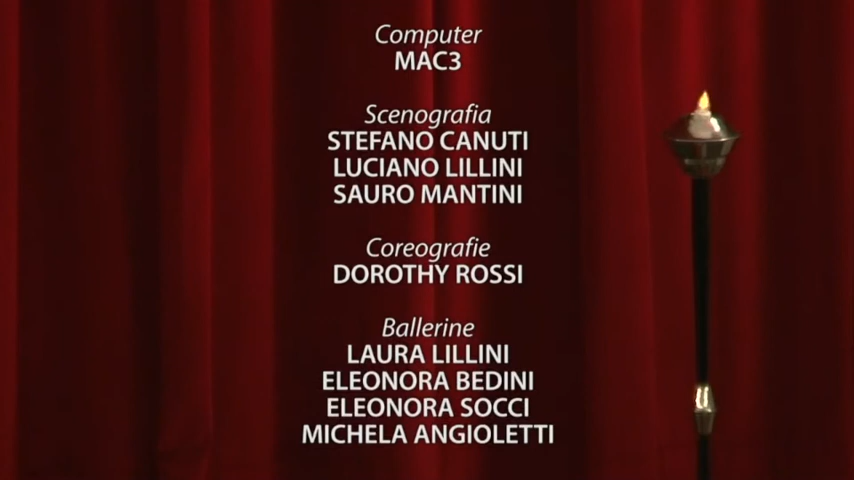 Computer
MAC3
Scenografia
STEFANO CANUTI
LUCIANO LILLINI
SAURO MANTINI
Coreografie
DOROTHY ROSSI
Ballerine
LAURA LILLINI
ELEONORA BEDINI
ELEONORA SOCCI
MICHELA ANGIOLETTI